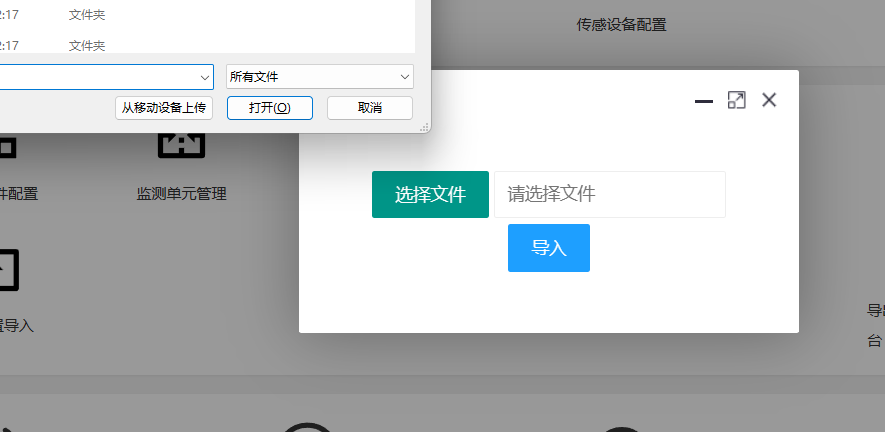 2:17 文件夹
传感设备配置
2:17 文件夹
所有文件
从移动设备上传 打开(O) 取消
件配置 监测单元管理
选择文件 请选择文件
导入
置导入
导出
台